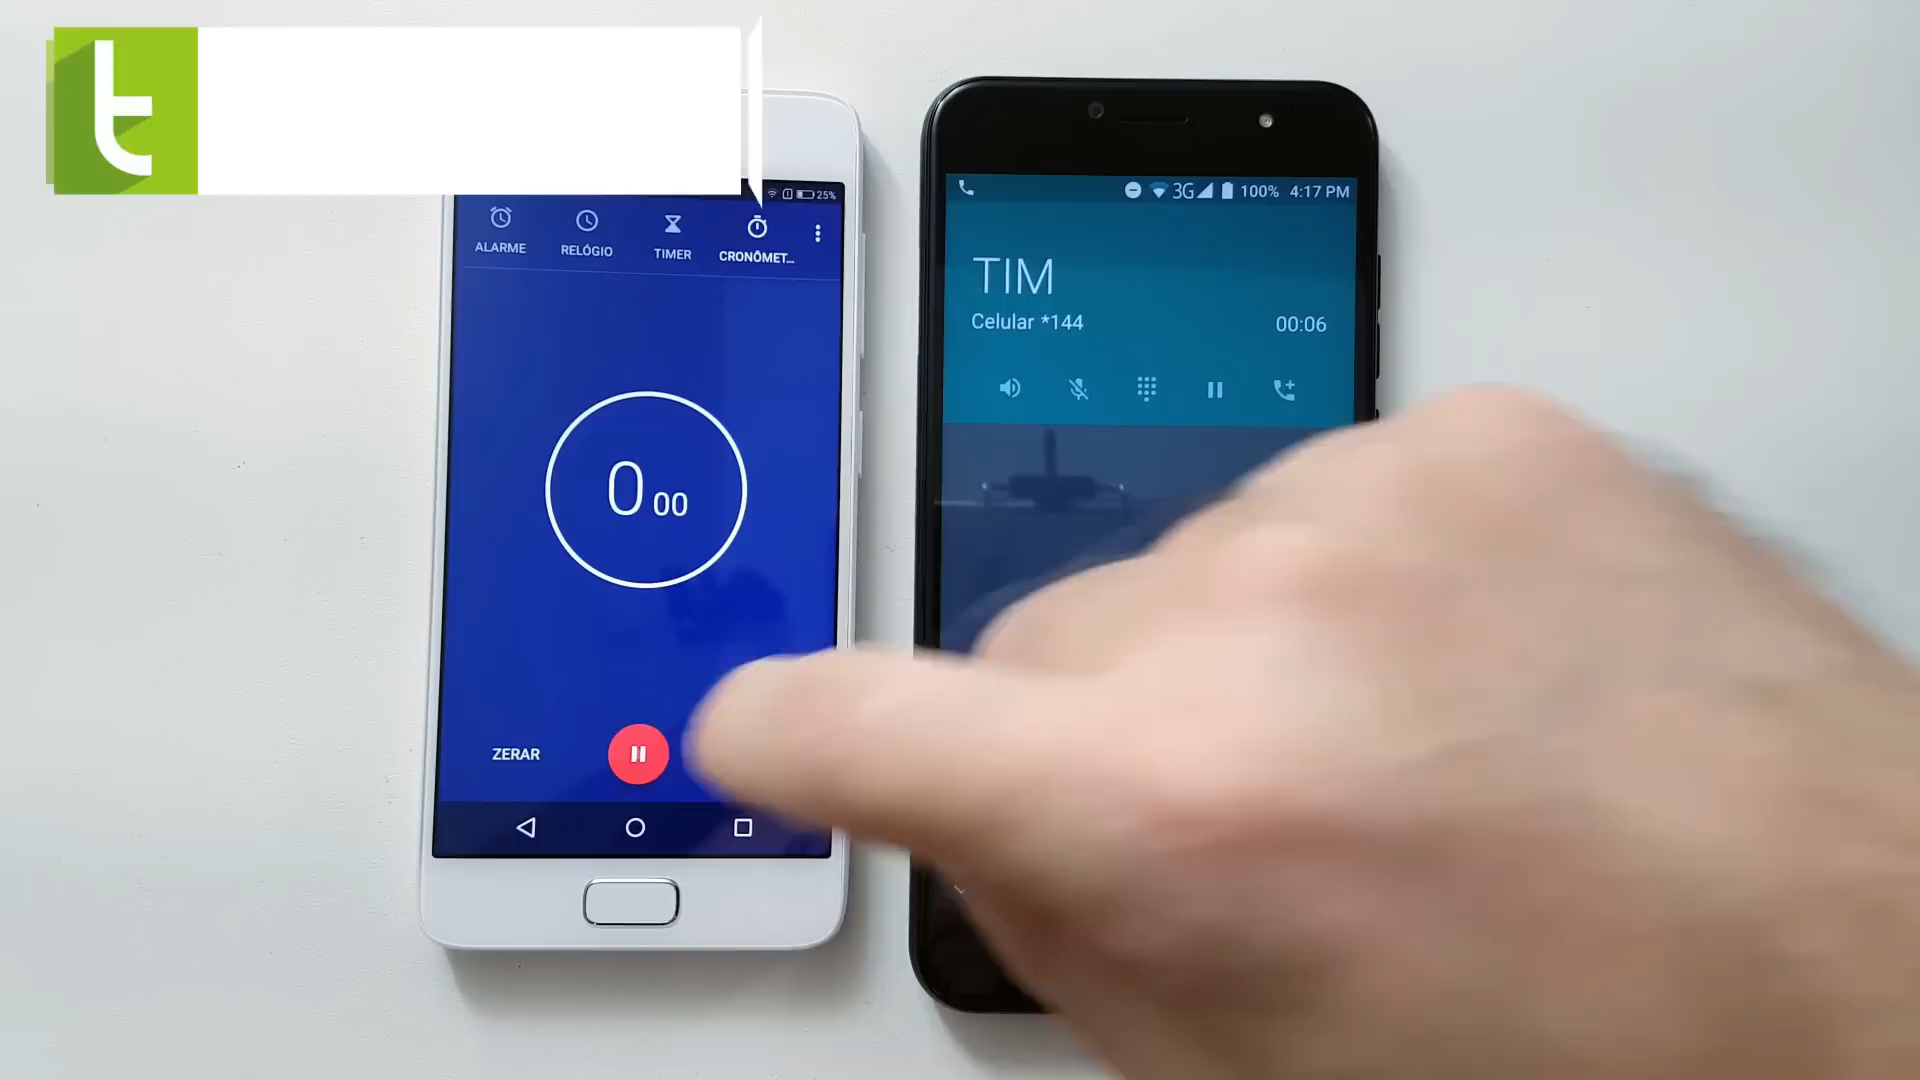 t
25%
ALARME
RELÓGIO
TIMER
CRONÔMET...
0 00
ZERAR
3G 100% 4:17 PM
TIM
Celular *144
00:06